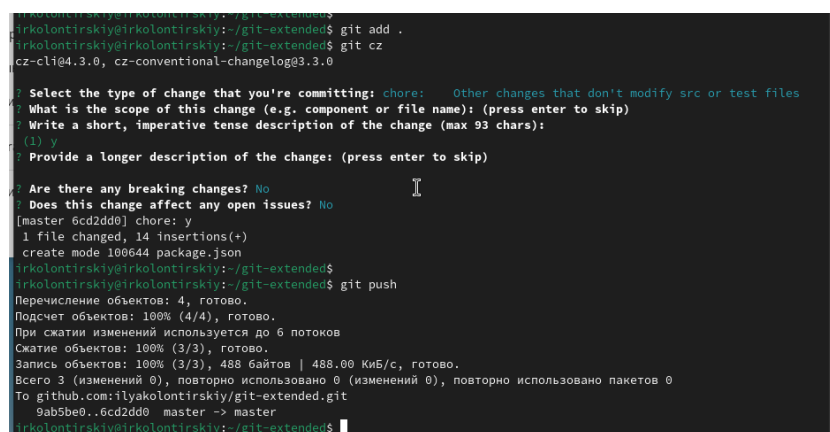 irkolontirskiy@irkolontirskiy:~/git-extended$
irkolontirskiy@irkolontirskiy:~/git-extended$ git add .
irkolontirskiy@irkolontirskiy:~/git-extended$ git cz
cz-cli@4.3.0, cz-conventional-changelog@3.3.0
? Select the type of change that you're committing: chore:    Other changes that don't modify src or test files
? What is the scope of this change (e.g. component or file name): (press enter to skip)
? Write a short, imperative tense description of the change (max 93 chars):
(1) y
? Provide a longer description of the change: (press enter to skip)
? Are there any breaking changes? No
? Does this change affect any open issues? No
[master 6cd2dd0] chore: y
1 file changed, 14 insertions(+)
create mode 100644 package.json
irkolontirskiy@irkolontirskiy:~/git-extended$
irkolontirskiy@irkolontirskiy:~/git-extended$ git push
Перечисление объектов: 4, готово.
Подсчет объектов: 100% (4/4), готово.
При сжатии изменений используется до 6 потоков
Сжатие объектов: 100% (3/3), готово.
Запись объектов: 100% (3/3), 488 байтов | 488.00 КиБ/с, готово.
Всего 3 (изменений 0), повторно использовано 0 (изменений 0), повторно использовано пакетов 0
To github.com:ilyakolontirskiy/git-extended.git
9ab5be0..6cd2dd0  master -> master
irkolontirskiy@irkolontirskiy:~/git-extended$